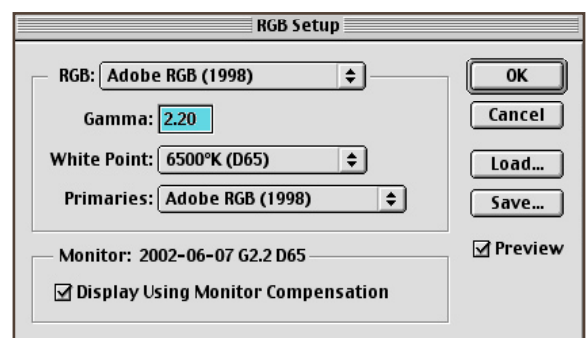 RGB Setup
RGB: Adobe RGB (1998)
Gamma: 2.20
White Point: 6500°K (D65)
Primaries: Adobe RGB (1998)
Monitor: 2002-06-07 G2.2 D65
Display Using Monitor Compensation
OK
Cancel
Load...
Save...
Preview